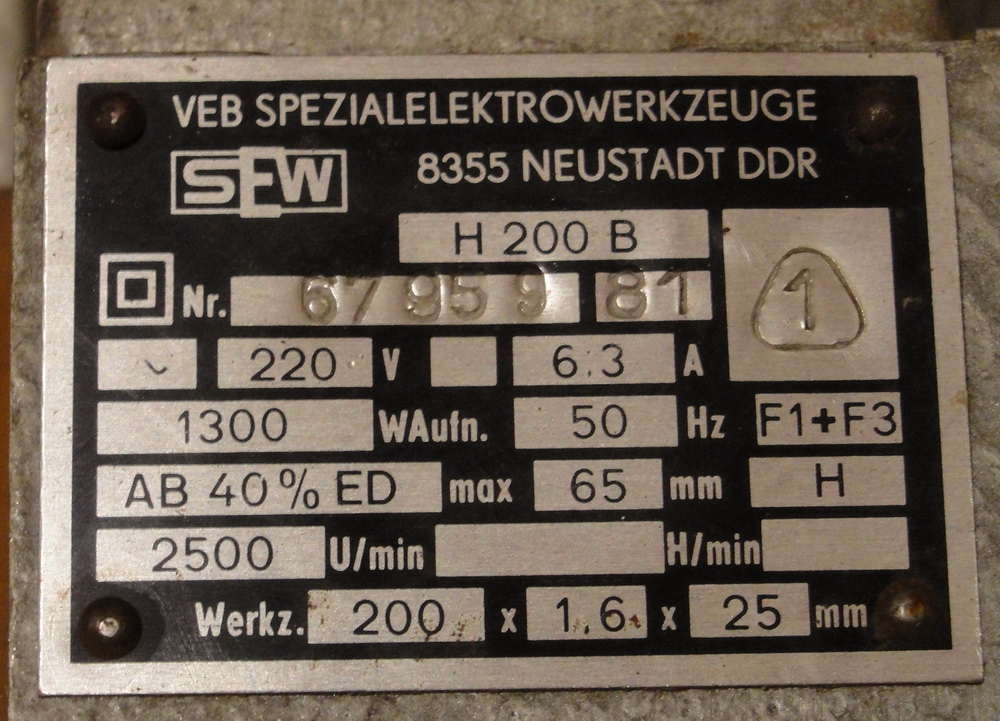 VEB SPEZIALELEKTROWERKZEUGE
SEW 8355 NEUSTADT DDR
H 200 B
Nr. 67959 81 1
~ 220 V 6.3 A
1300 WAufn. 50 Hz F1+F3
AB 40% ED max 65 mm H
2500 U/min H/min
Werkz. 200 x 1.6 x 25 mm